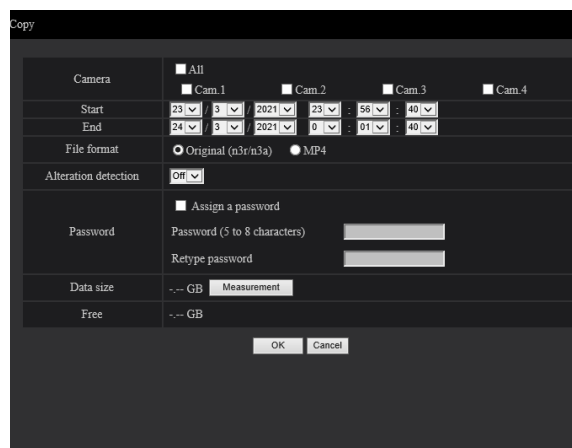 Copy
Camera
All
Cam.1 Cam.2 Cam.3 Cam.4
Start 23 / 3 / 2021 23 : 56 : 40
End 24 / 3 / 2021 0 : 01 : 40
File format Original (n3r/n3a) MP4
Alteration detection Off
Assign a password
Password Password (5 to 8 characters)
Retype password
Data size -.-- GB Measurement
Free -.-- GB
OK Cancel